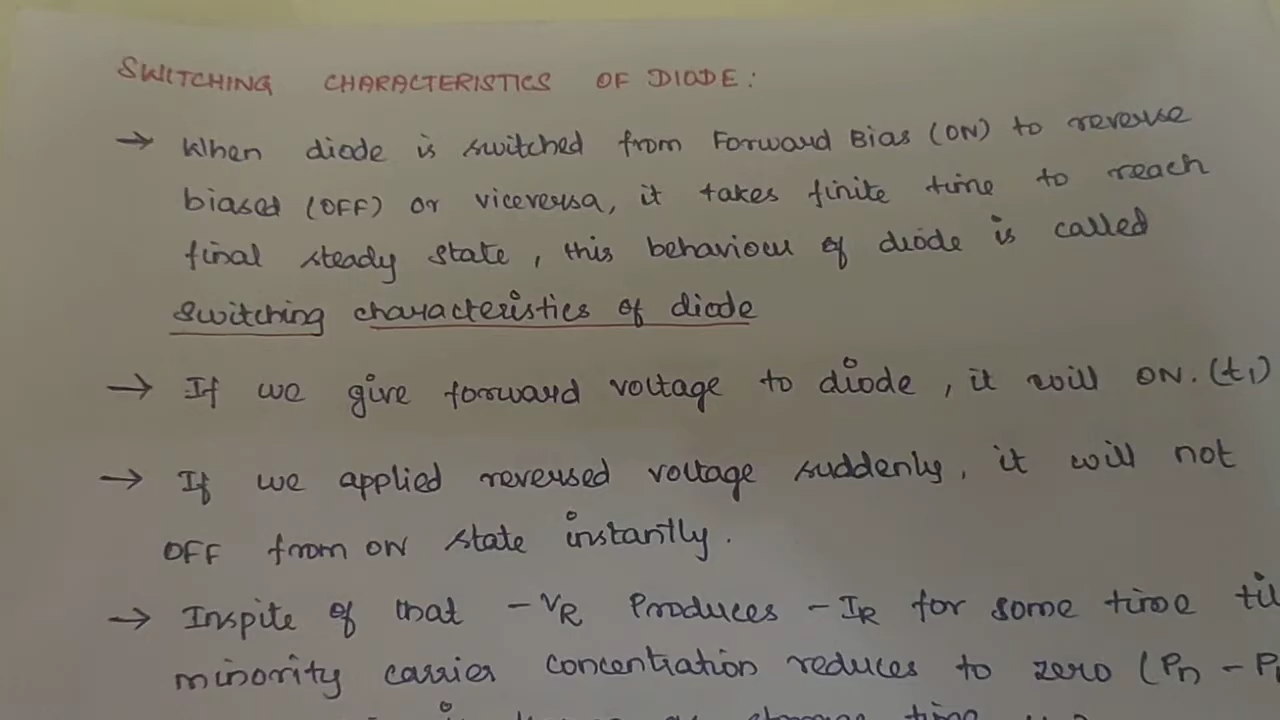 SWITCHING CHARACTERISTICS OF DIODE:
→ When diode is switched from Forward Bias (ON) to reverse
biased (OFF) or viceversa, it takes finite time to reach
final steady state, this behaviour of diode is called
switching characteristics of diode
→ If we give forward voltage to diode, it will ON. (t1)
→ If we applied reversed voltage suddenly, it will not
OFF from ON state instantly.
→ Inspite of that -VR Produces -IR for some time
minority carrier concentration reduces to zero (Pn - P
time